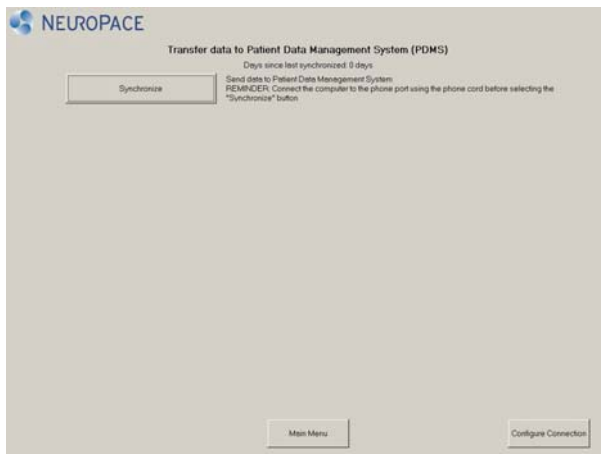 NEUROPACE
Transfer data to Patient Data Management System (PDMS)
Days since last synchronized: 0 days
Synchronize
Send data to Patient Data Management System
REMINDER: Connect the computer to the phone port using the phone cord before selecting the
"Synchronize" button
Main Menu
Configure Connection